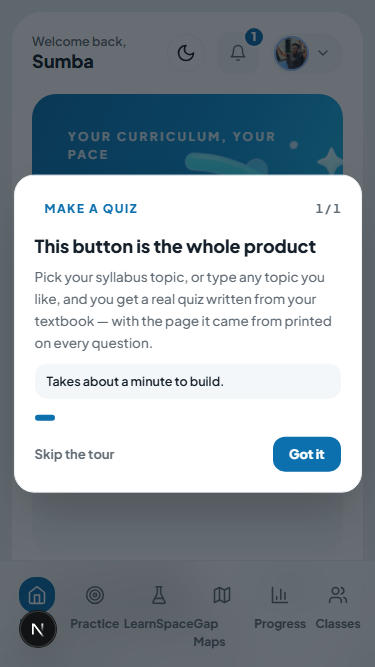 Welcome back,
Sumba
1
YOUR CURRICULUM, YOUR
PACE
MAKE A QUIZ
1/1
This button is the whole product
Pick your syllabus topic, or type any topic you
like, and you get a real quiz written from your
textbook — with the page it came from printed
on every question.
Takes about a minute to build.
Skip the tour
Got it
N
Practice
LearnSpace
Gap
Maps
Progress
Classes